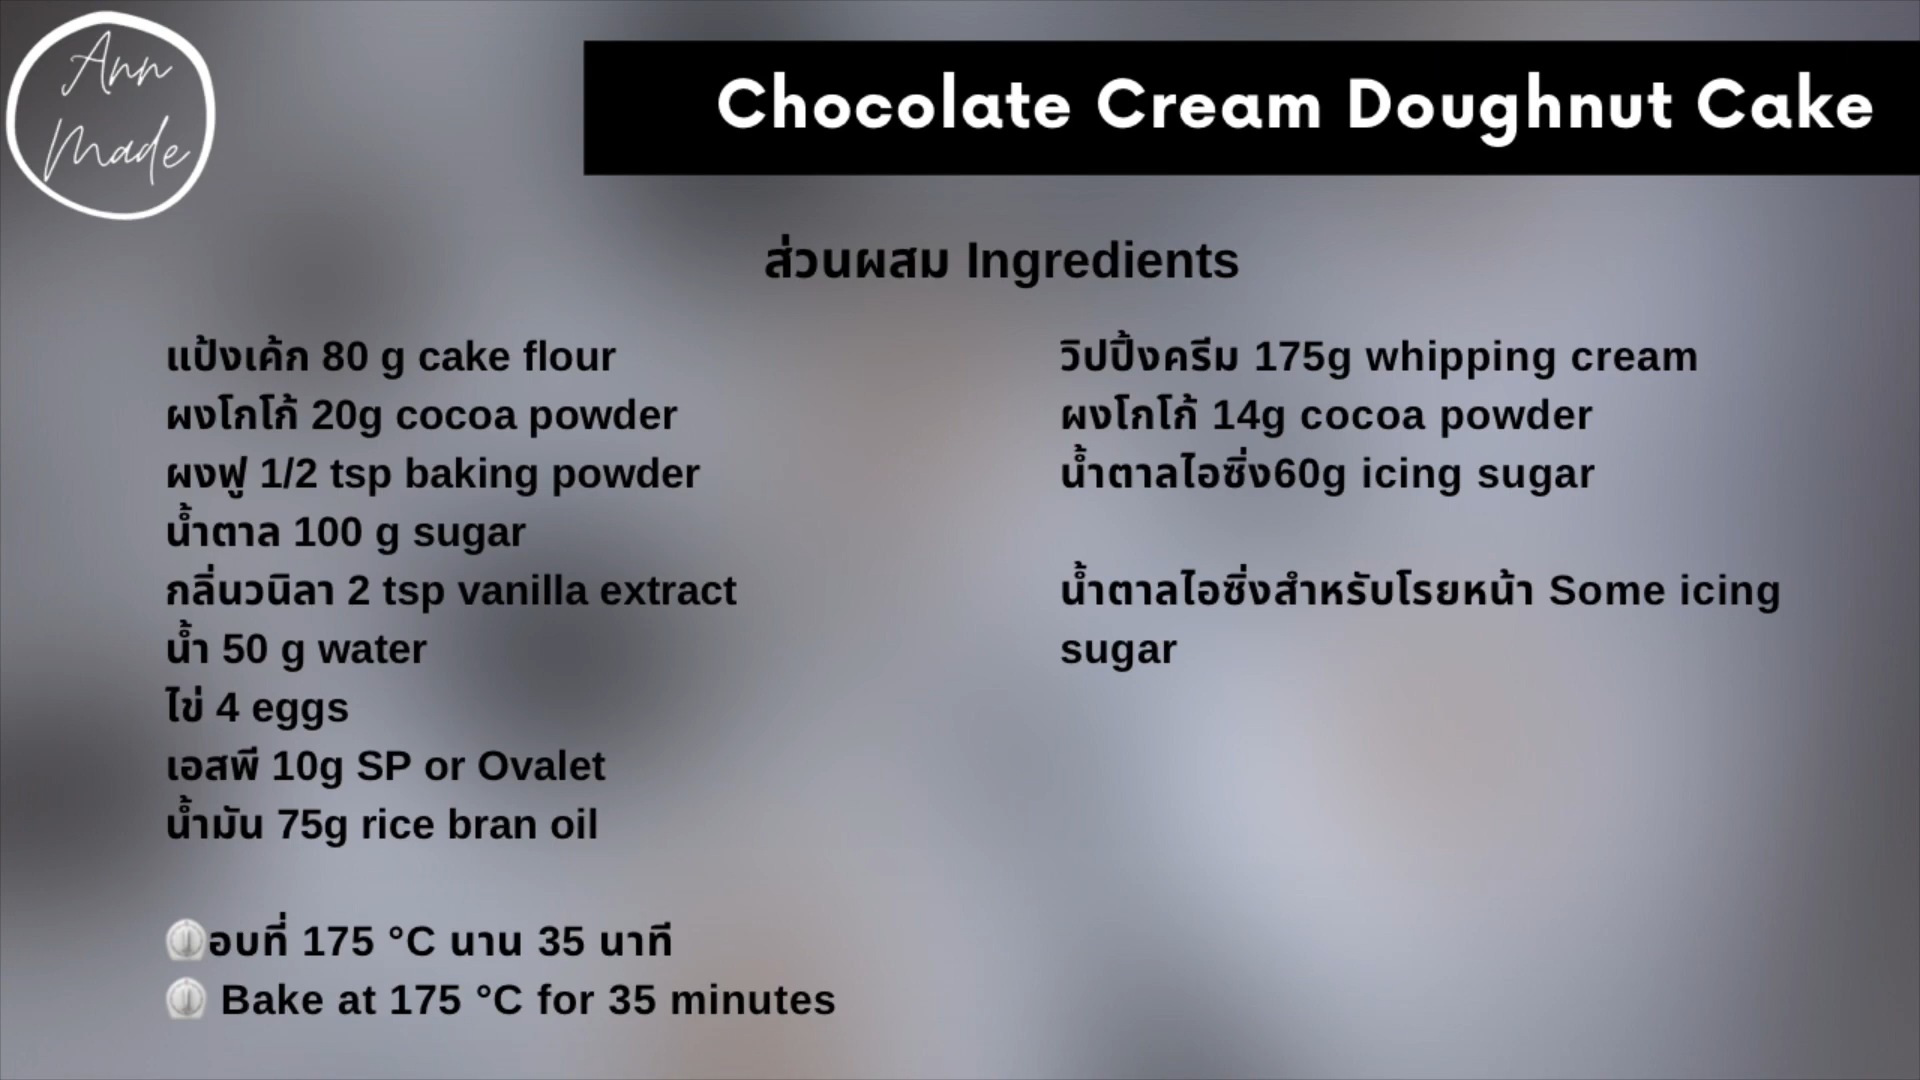 Ann
Made
Chocolate Cream Doughnut Cake
ส่วนผสม Ingredients
แป้งเค้ก 80 g cake flour
ผงโกโก้ 20g cocoa powder
ผงฟู 1/2 tsp baking powder
น้ำตาล 100 g sugar
กลิ่นวนิลา 2 tsp vanilla extract
น้ำ 50 g water
ไข่ 4 eggs
เอสพี 10g SP or Ovalet
น้ำมัน 75g rice bran oil
อบที่ 175 °C นาน 35 นาที
Bake at 175 °C for 35 minutes
วิปปิ้งครีม 175g whipping cream
ผงโกโก้ 14g cocoa powder
น้ำตาลไอซิ่ง60g icing sugar
น้ำตาลไอซิ่งสำหรับโรยหน้า Some icing
sugar